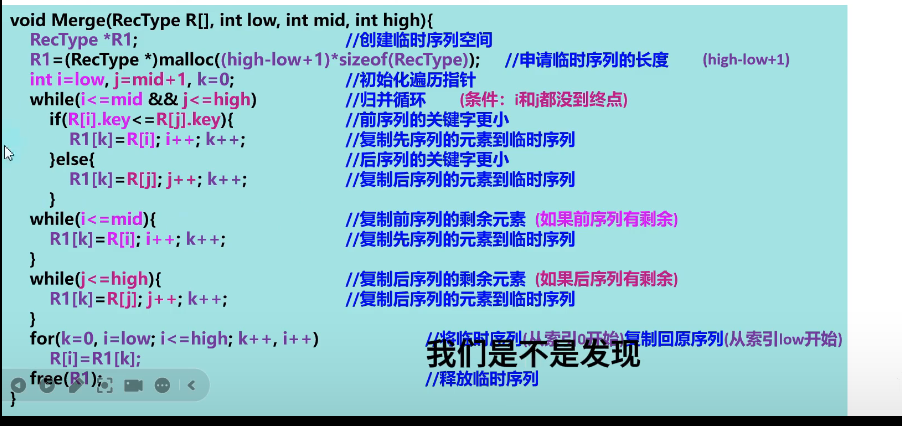 void Merge(RecType R[], int low, int mid, int high){
RecType *R1; //创建临时序列空间
R1=(RecType *)malloc((high-low+1)*sizeof(RecType)); //申请临时序列的长度 (high-low+1)
int i=low, j=mid+1, k=0; //初始化遍历指针
while(i<=mid && j<=high) //归并循环 (条件：i和j都没到终点)
if(R[i].key<=R[j].key){ //前序列的关键字更小
R1[k]=R[i]; i++; k++; //复制先序列的元素到临时序列
}else{ //后序列的关键字更小
R1[k]=R[j]; j++; k++; //复制后序列的元素到临时序列
}
while(i<=mid){ //复制前序列的剩余元素 (如果前序列有剩余)
R1[k]=R[i]; i++; k++; //复制先序列的元素到临时序列
}
while(j<=high){ //复制后序列的剩余元素 (如果后序列有剩余)
R1[k]=R[j]; j++; k++; //复制后序列的元素到临时序列
}
for(k=0, i=low; i<=high; k++, i++) //将临时序列(从索引0开始)复制回原序列(从索引low开始)
R[i]=R1[k];
我们是不是发现
free(R1); //释放临时序列
}